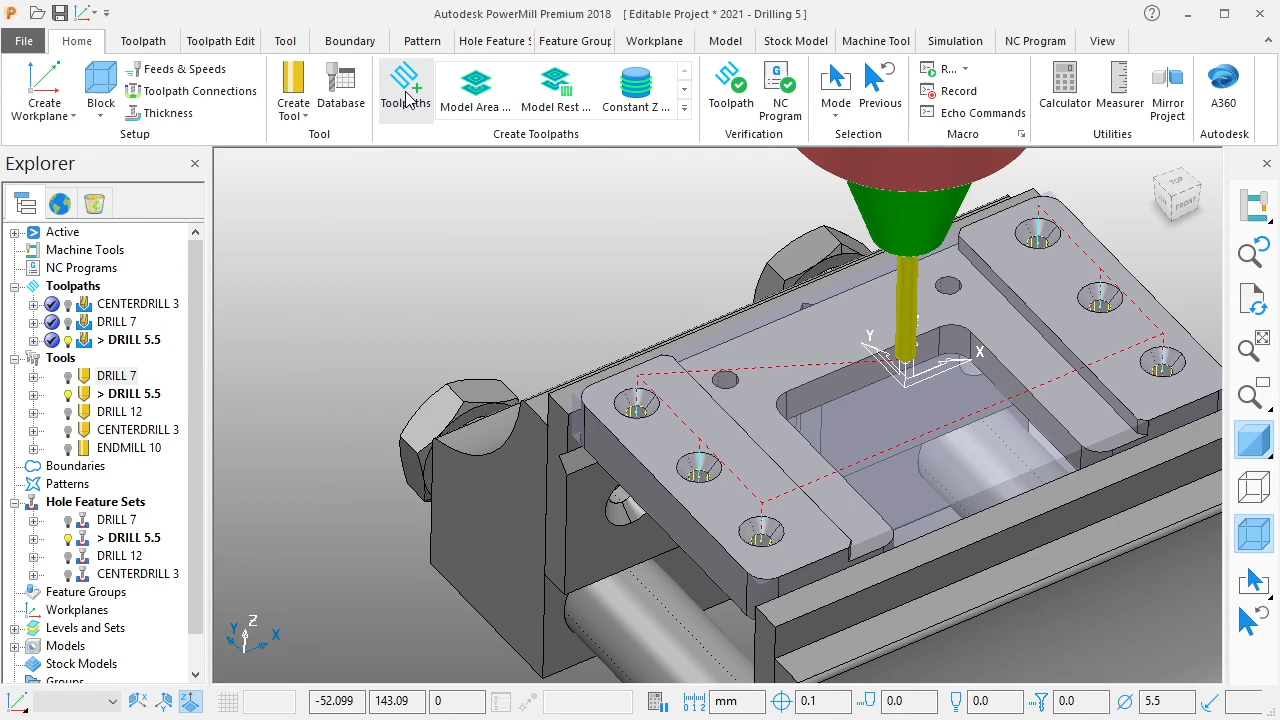 Autodesk PowerMill Premium 2018 [ Editable Project * 2021 - Drilling 5 ]
File Home Toolpath Toolpath Edit Tool Boundary Pattern Hole Feature S Feature Group Workplane Model Stock Model Machine Tool Simulation NC Program View
Create Workplane
Block
Feeds & Speeds
Toolpath Connections
Thickness
Setup
Create Tool
Database
Tool
Toolpaths
Model Area ...
Model Rest ...
Constant Z ...
Create Toolpaths
Toolpath
NC Program
Verification
Mode
Previous
Selection
R...
Record
Echo Commands
Macro
Calculator
Measurer
Mirror Project
Utilities
A360
Autodesk
Explorer
Active
Machine Tools
NC Programs
Toolpaths
CENTERDRILL 3
DRILL 7
> DRILL 5.5
Tools
DRILL 7
> DRILL 5.5
DRILL 12
CENTERDRILL 3
ENDMILL 10
Boundaries
Patterns
Hole Feature Sets
DRILL 7
> DRILL 5.5
DRILL 12
CENTERDRILL 3
Feature Groups
Workplanes
Levels and Sets
Models
Stock Models
Groups
TOP
FRONT
Y
X
Z
Y
X
-52.099 143.09 0 mm 0.1 0.0 0.0 0.0 5.5